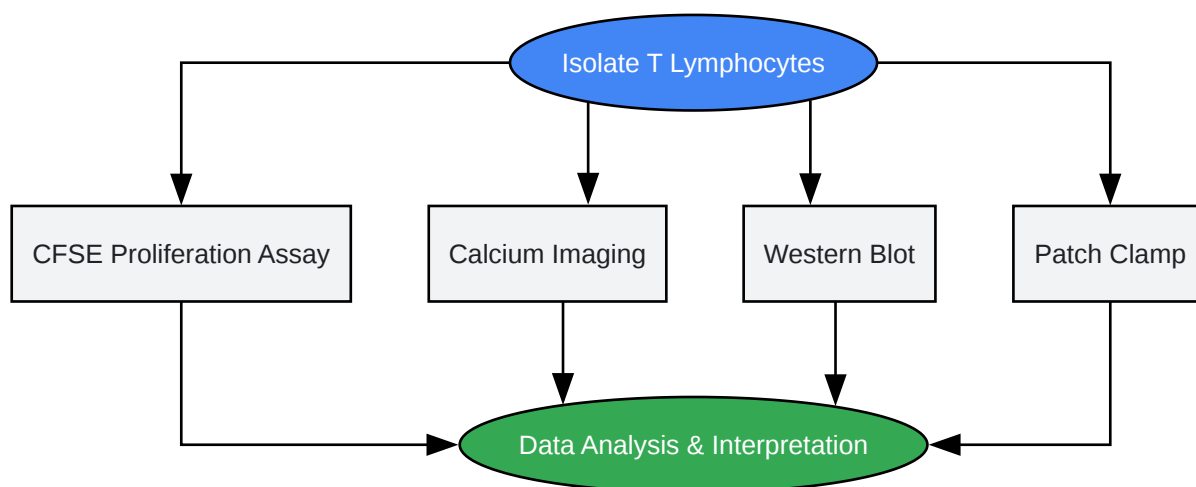 Isolate T Lymphocytes
CFSE Proliferation Assay
Calcium Imaging
Western Blot
Patch Clamp
Data Analysis & Interpretation